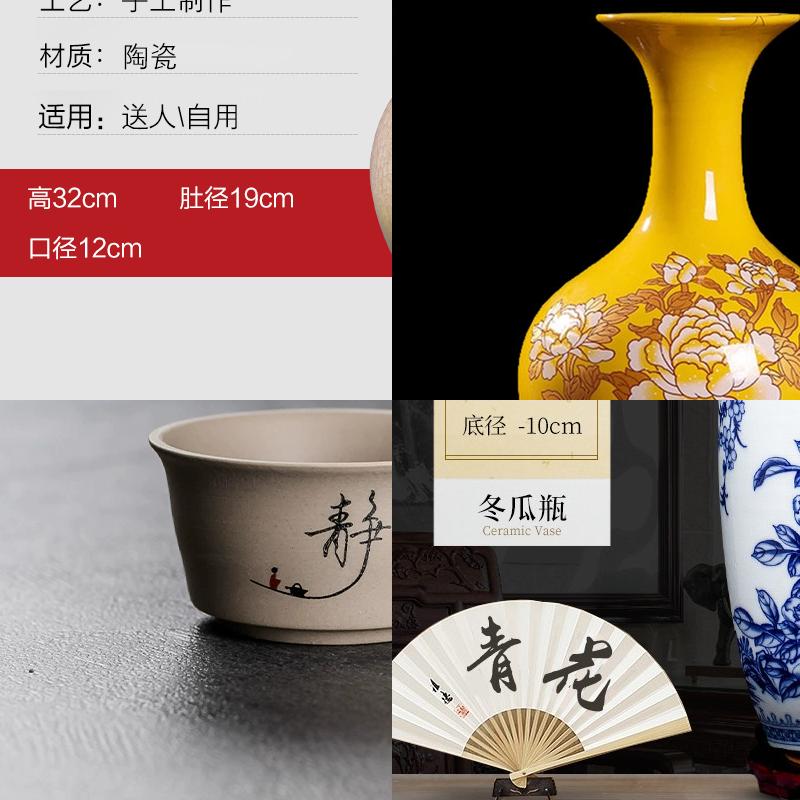 工艺：手工制作
材质：陶瓷
适用：送人\自用
高32cm 肚径19cm
口径12cm
静
底径 -10cm
冬瓜瓶
Ceramic Vase
青花